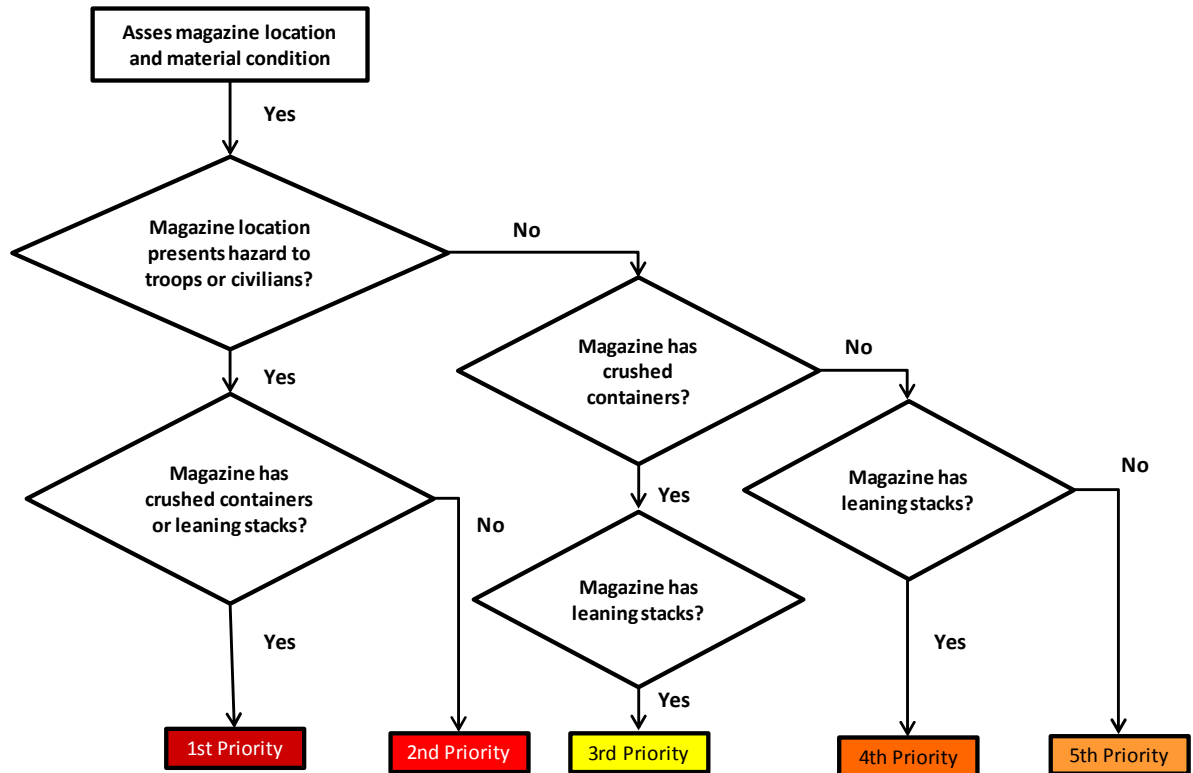 Asses magazine location
and material condition
Yes
Magazine location
presents hazard to
troops or civilians?
No
Yes
Magazine has
crushed
containers?
No
Magazine has
crushed containers
or leaning stacks?
No
Yes
Magazine has
leaning stacks?
Yes
Magazine has
leaning stacks?
No
Yes
Yes
Yes
1st Priority
2nd Priority
3rd Priority
4th Priority
5th Priority